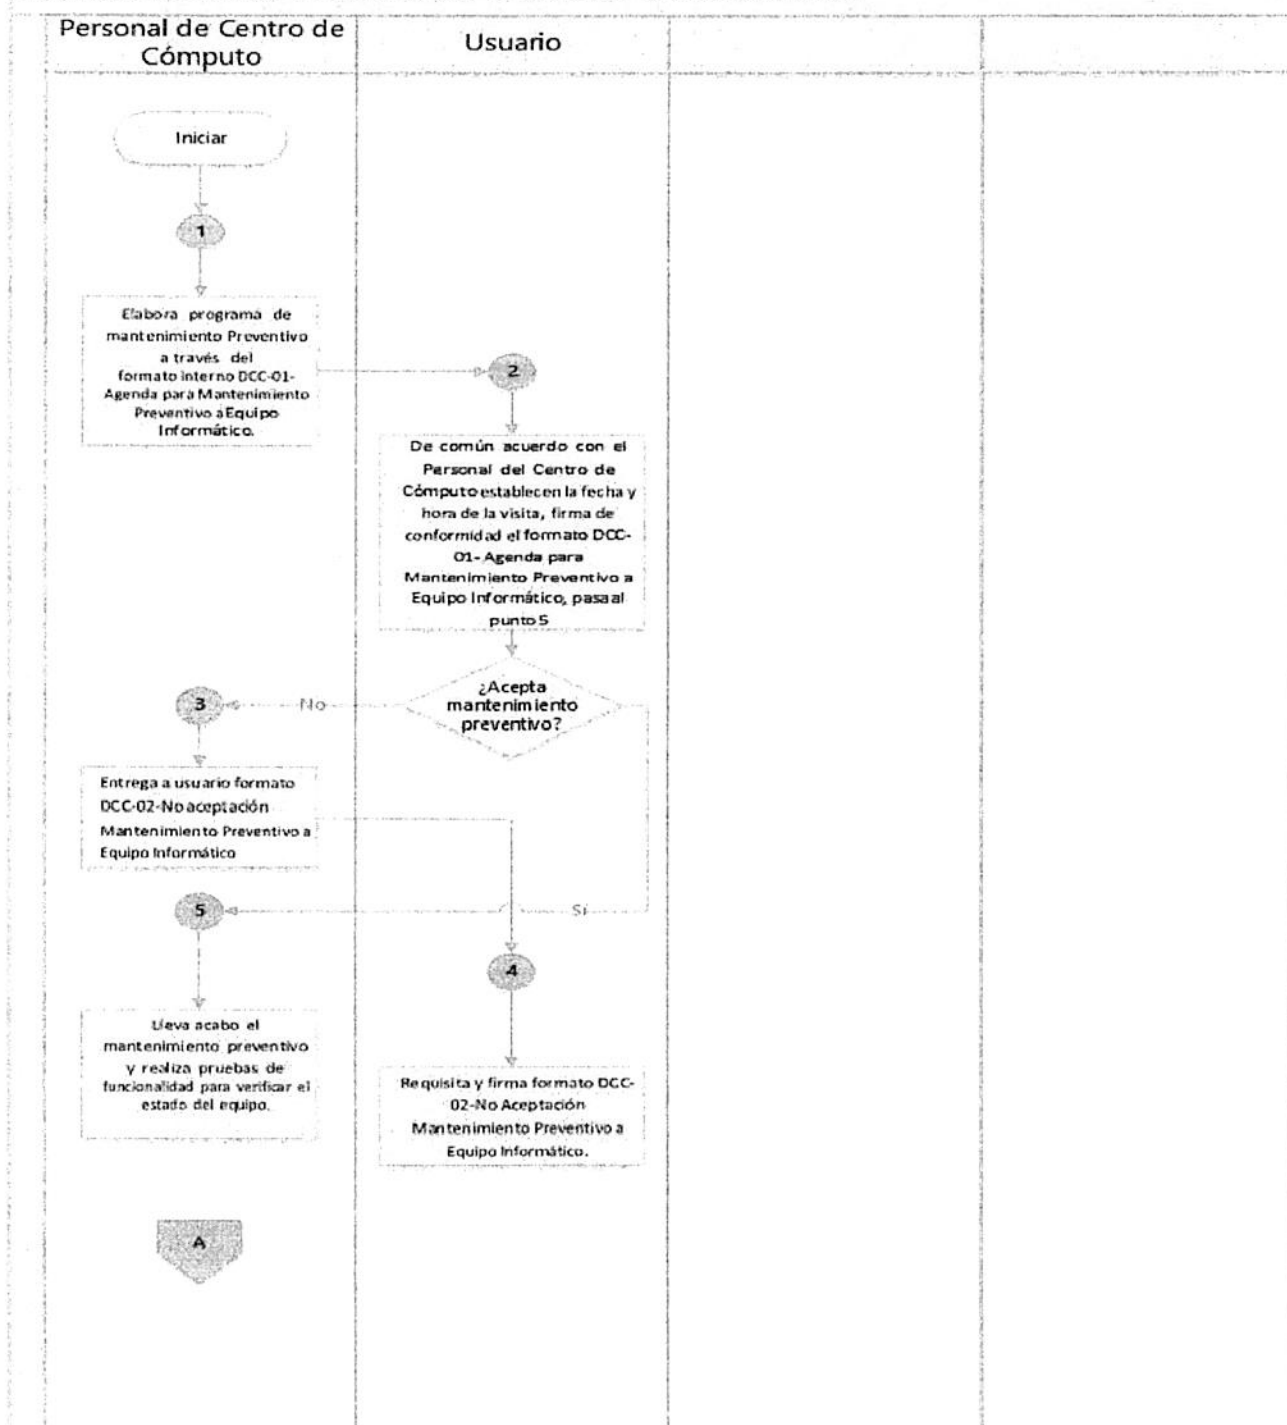 Personal de Centro de
Cómputo
Usuario
Iniciar
1
Elabora programa de
mantenimiento Preventivo
a través del
formato interno DCC-01-
Agenda para Mantenimiento
Preventivo a Equipo
Informático.
2
De común acuerdo con el
Personal del Centro de
Cómputo establecen la fecha y
hora de la visita, firma de
conformidad el formato DCC-
01- Agenda para
Mantenimiento Preventivo a
Equipo Informático, pasa al
punto 5
¿Acepta
mantenimiento
preventivo?
No
3
Entrega a usuario formato
DCC-02-No aceptación
Mantenimiento Preventivo a
Equipo Informático
5
Si
4
Lleva acabo el
mantenimiento preventivo
y realiza pruebas de
funcionalidad para verificar el
estado del equipo.
Requisita y firma formato DCC-
02-No Aceptación
Mantenimiento Preventivo a
Equipo Informático.
A